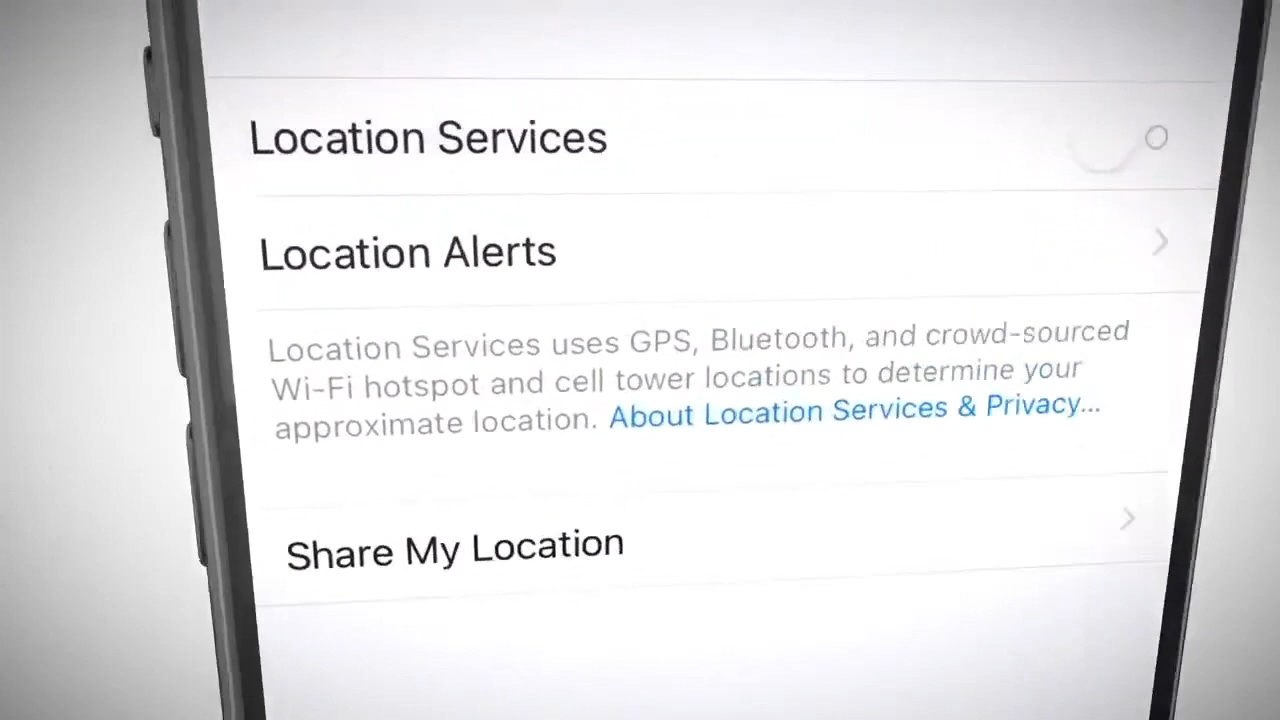 Location Services
Location Alerts
Location Services uses GPS, Bluetooth, and crowd-sourced
Wi-Fi hotspot and cell tower locations to determine your
approximate location. About Location Services & Privacy...
Share My Location